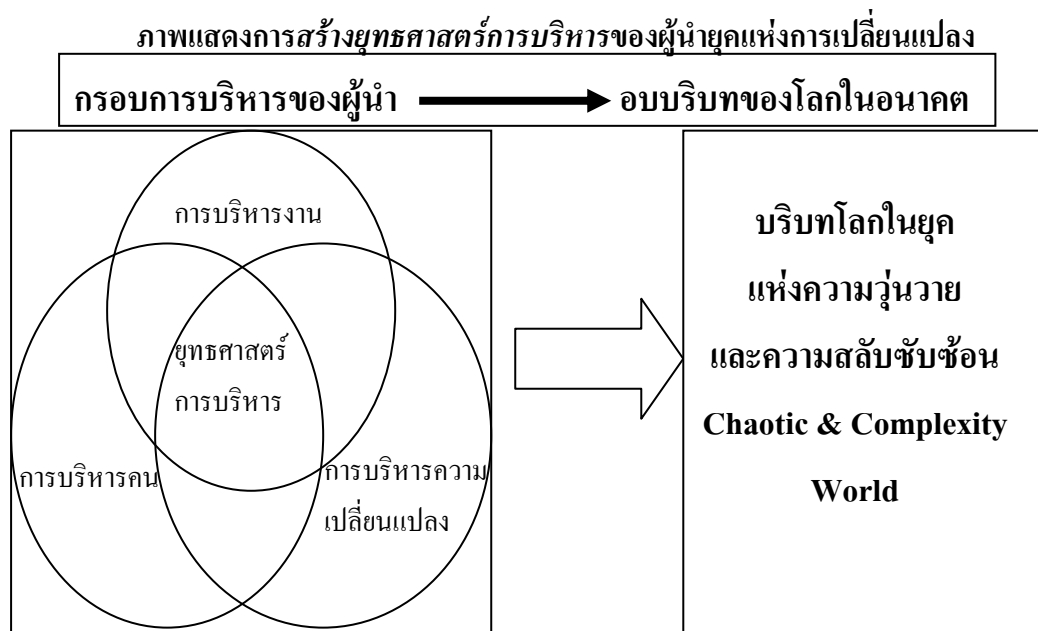 ภาพแสดงการสร้างยุทธศาสตร์การบริหารของผู้นำยุคแห่งการเปลี่ยนแปลง
กรอบการบริหารของผู้นำ อบบริบทของโลกในอนาคต
การบริหารงาน
ยุทธศาสตร์
การบริหาร
การบริหารคน
การบริหารความ
เปลี่ยนแปลง
บริบทโลกในยุค
แห่งความวุ่นวาย
และความสลับซับซ้อน
Chaotic & Complexity
World